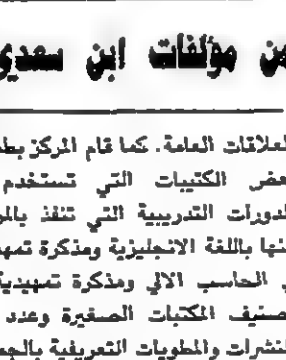 من مؤلفات ابن سعدي
العلاقات العامة. كما قام المركز بط
بعض الكتيبات التي تستخدم
الدورات التدريبية التي تنفذ بالمر
منها باللغة الانجليزية ومذكرة تمه
الحاسب الآلي ومذكرة تمهيدية
تصنيف المكتبات الصغيرة وعدد
النشرات والمطويات التعريفية بالجم